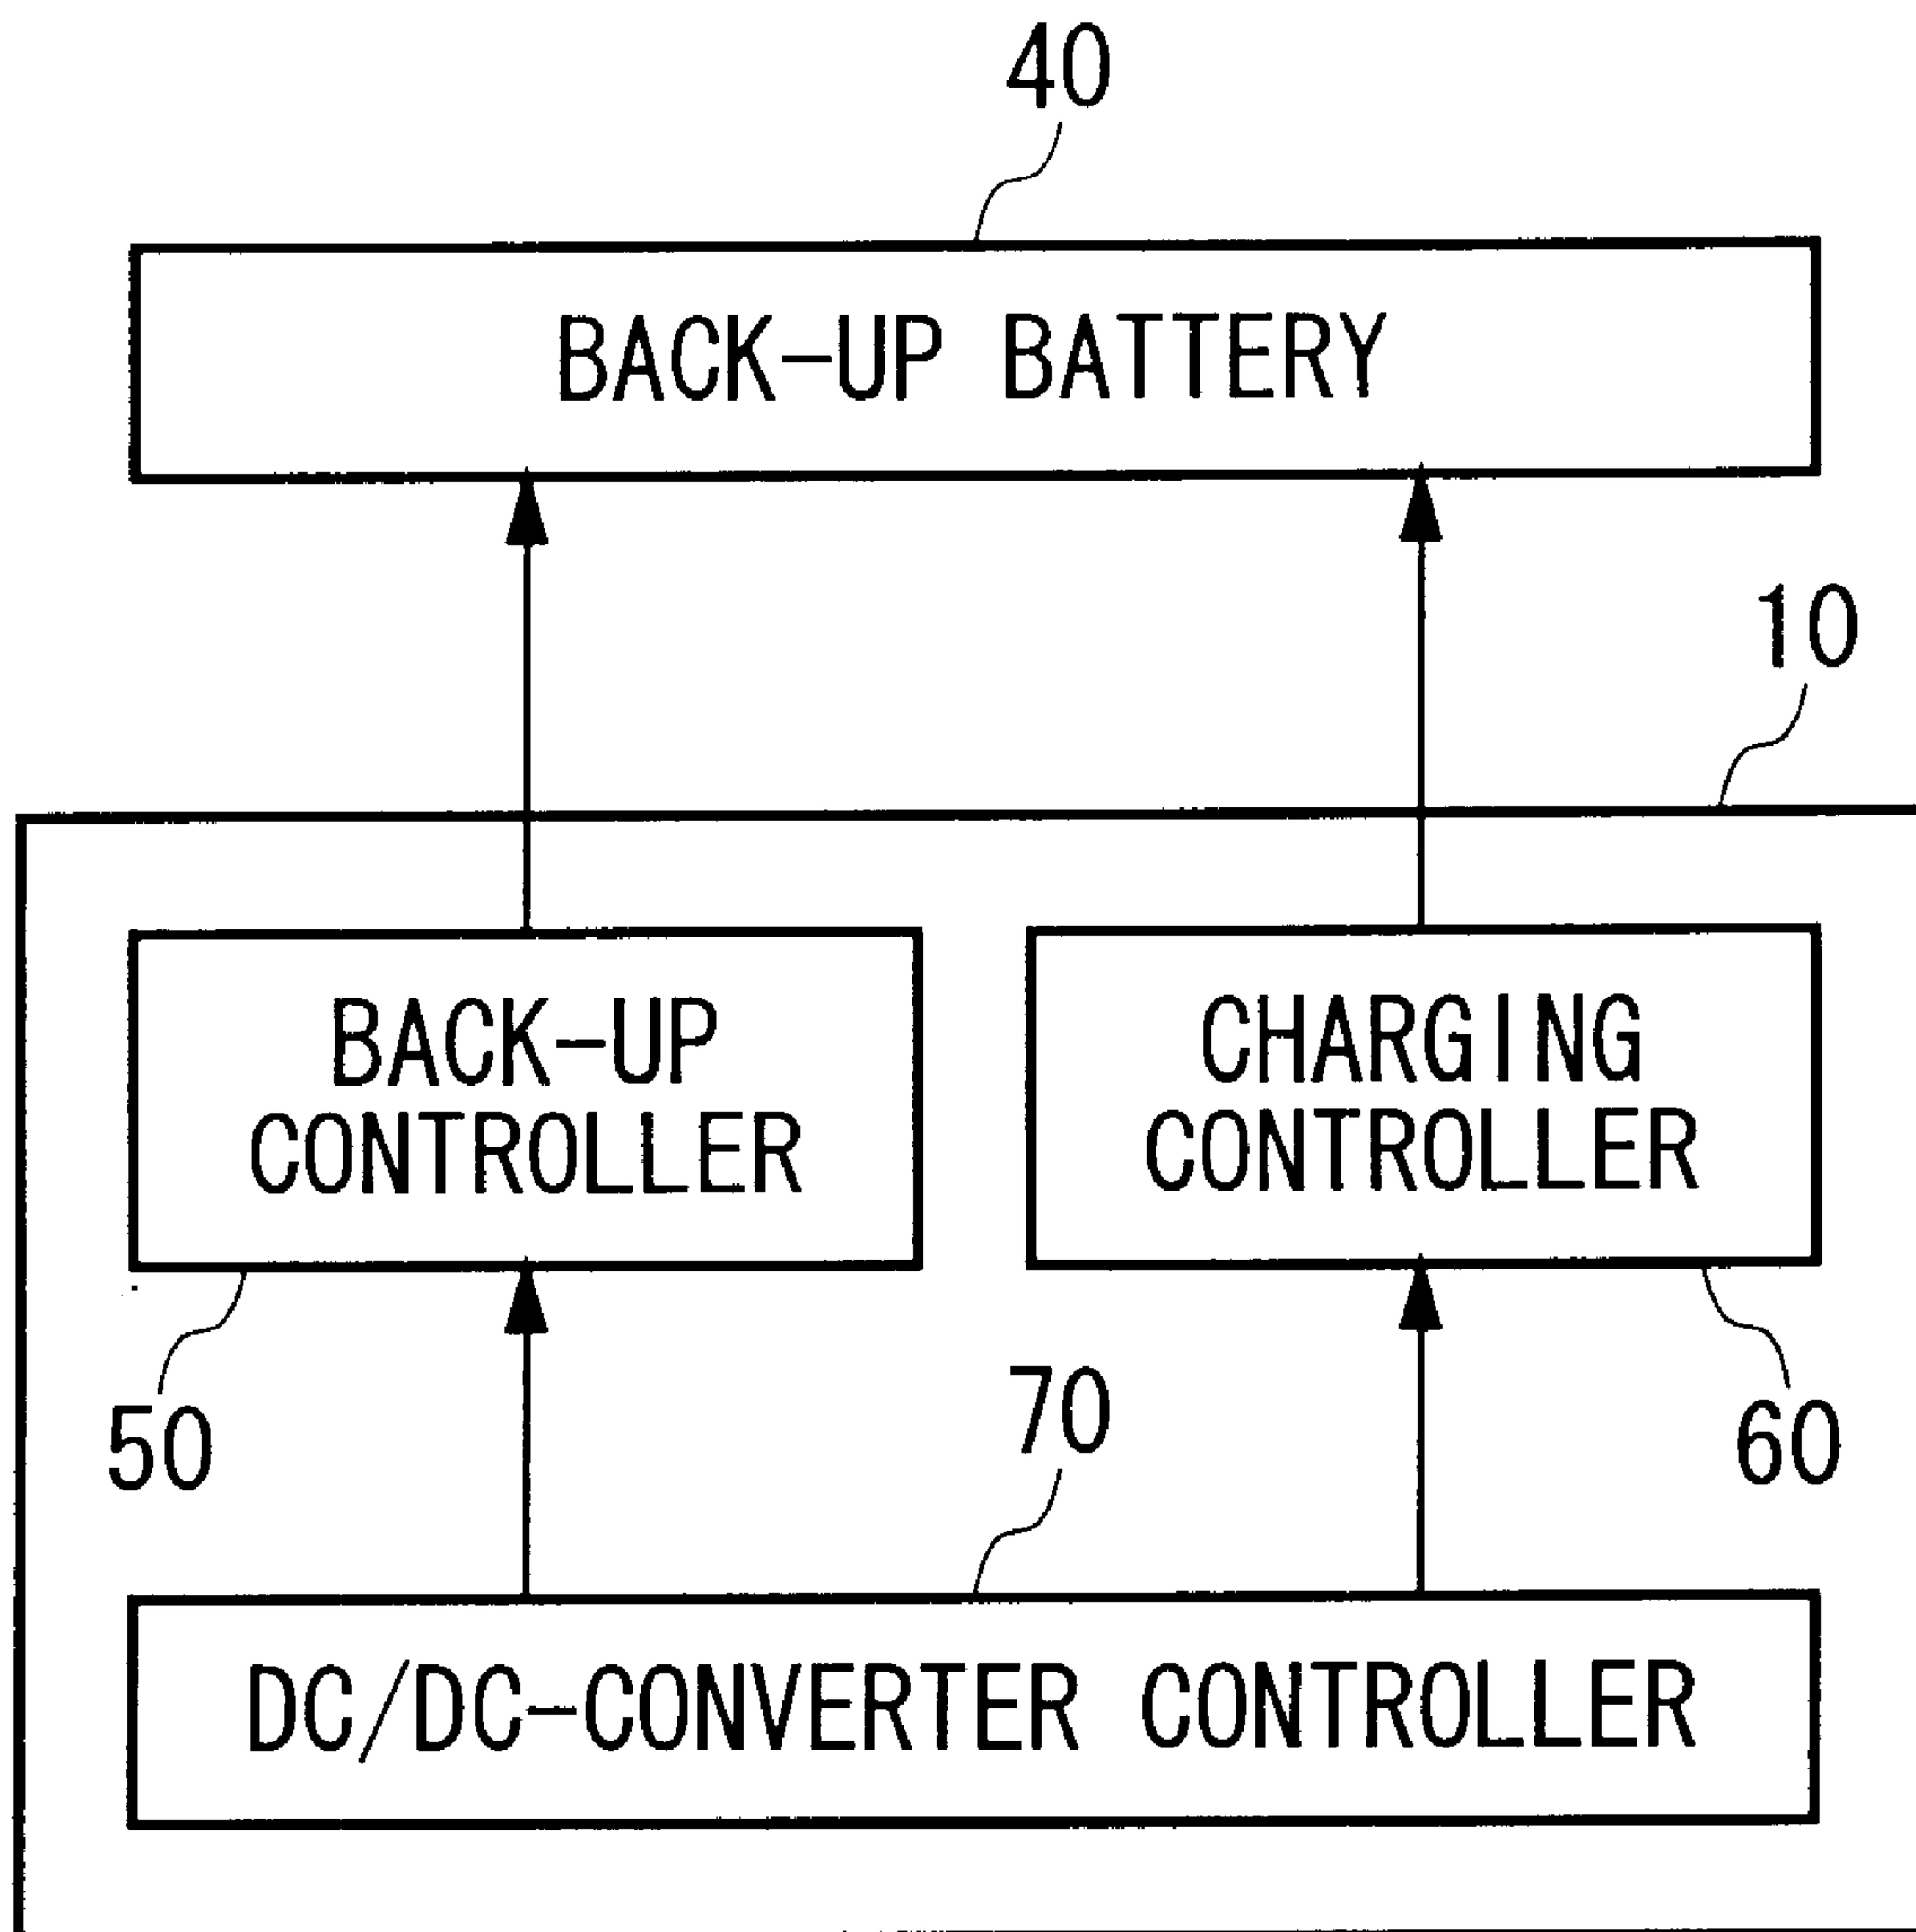 40
BACK-UP BATTERY
10
BACK-UP
CONTROLLER
CHARGING
CONTROLLER
50
70
60
DC/DC-CONVERTER CONTROLLER